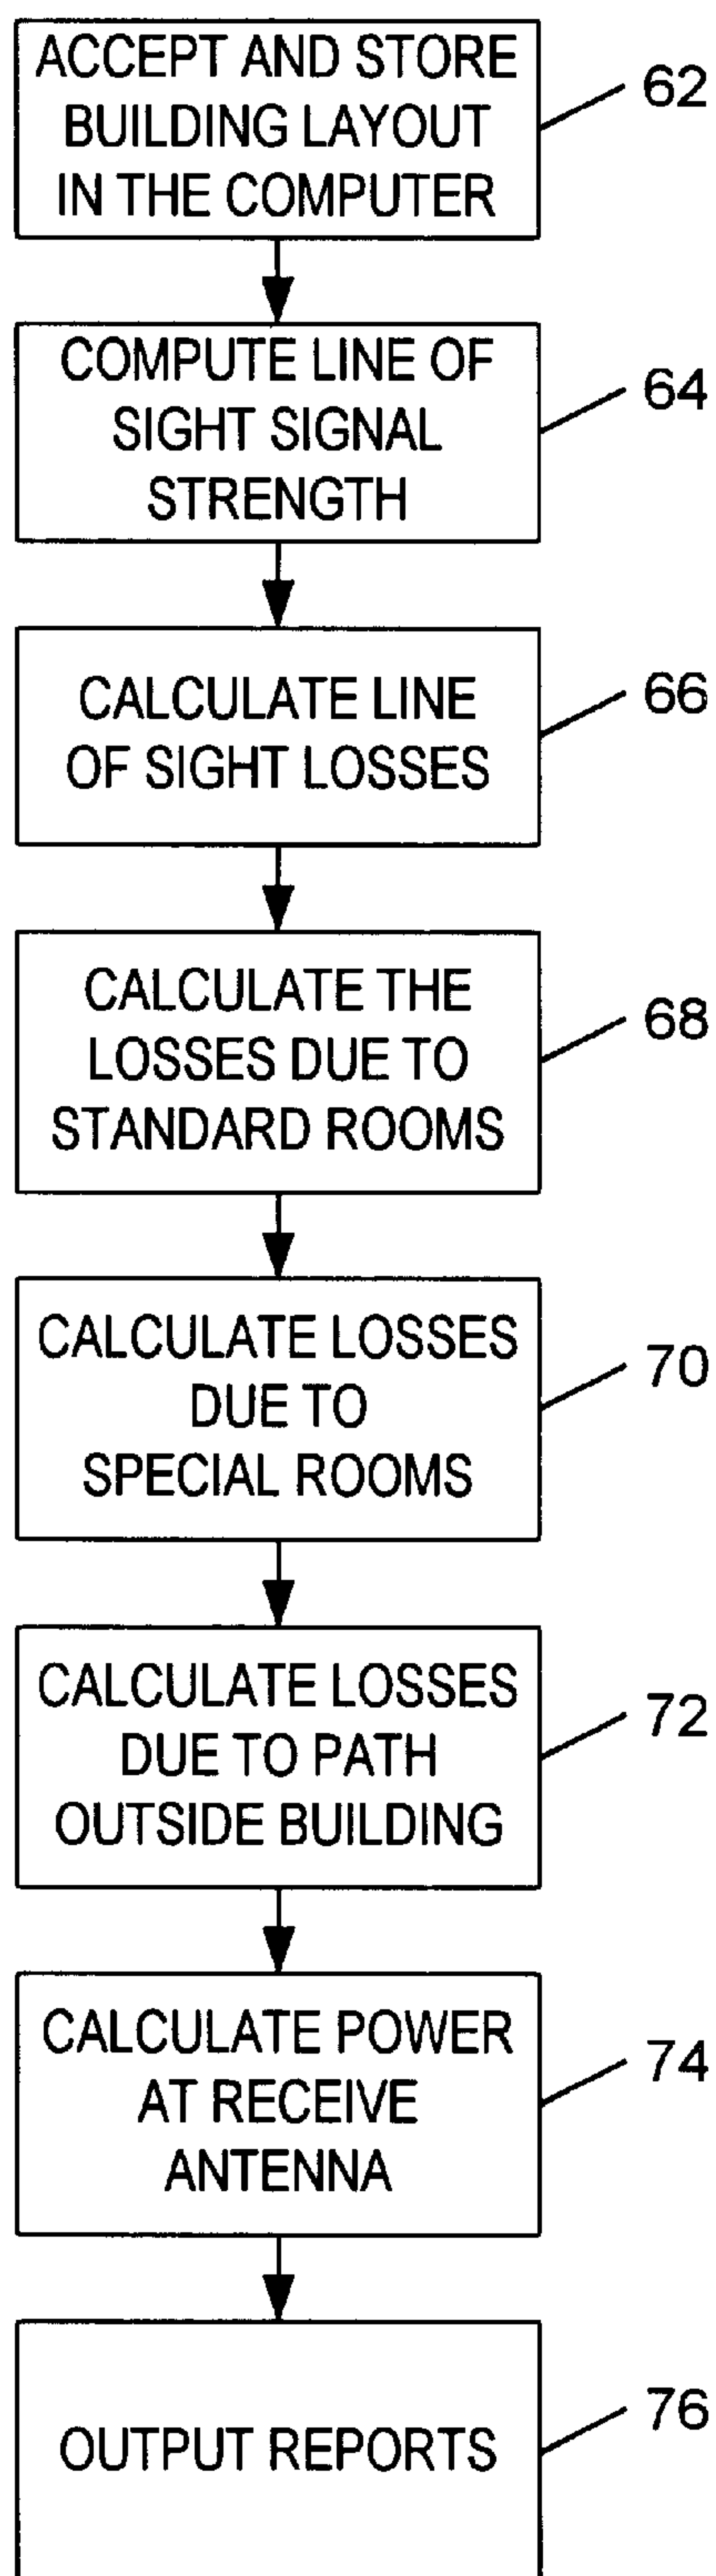 ACCEPT AND STORE
BUILDING LAYOUT
IN THE COMPUTER
62
COMPUTE LINE OF
SIGHT SIGNAL
STRENGTH
64
CALCULATE LINE
OF SIGHT LOSSES
66
CALCULATE THE
LOSSES DUE TO
STANDARD ROOMS
68
CALCULATE LOSSES
DUE TO
SPECIAL ROOMS
70
CALCULATE LOSSES
DUE TO PATH
OUTSIDE BUILDING
72
CALCULATE POWER
AT RECEIVE
ANTENNA
74
OUTPUT REPORTS
76